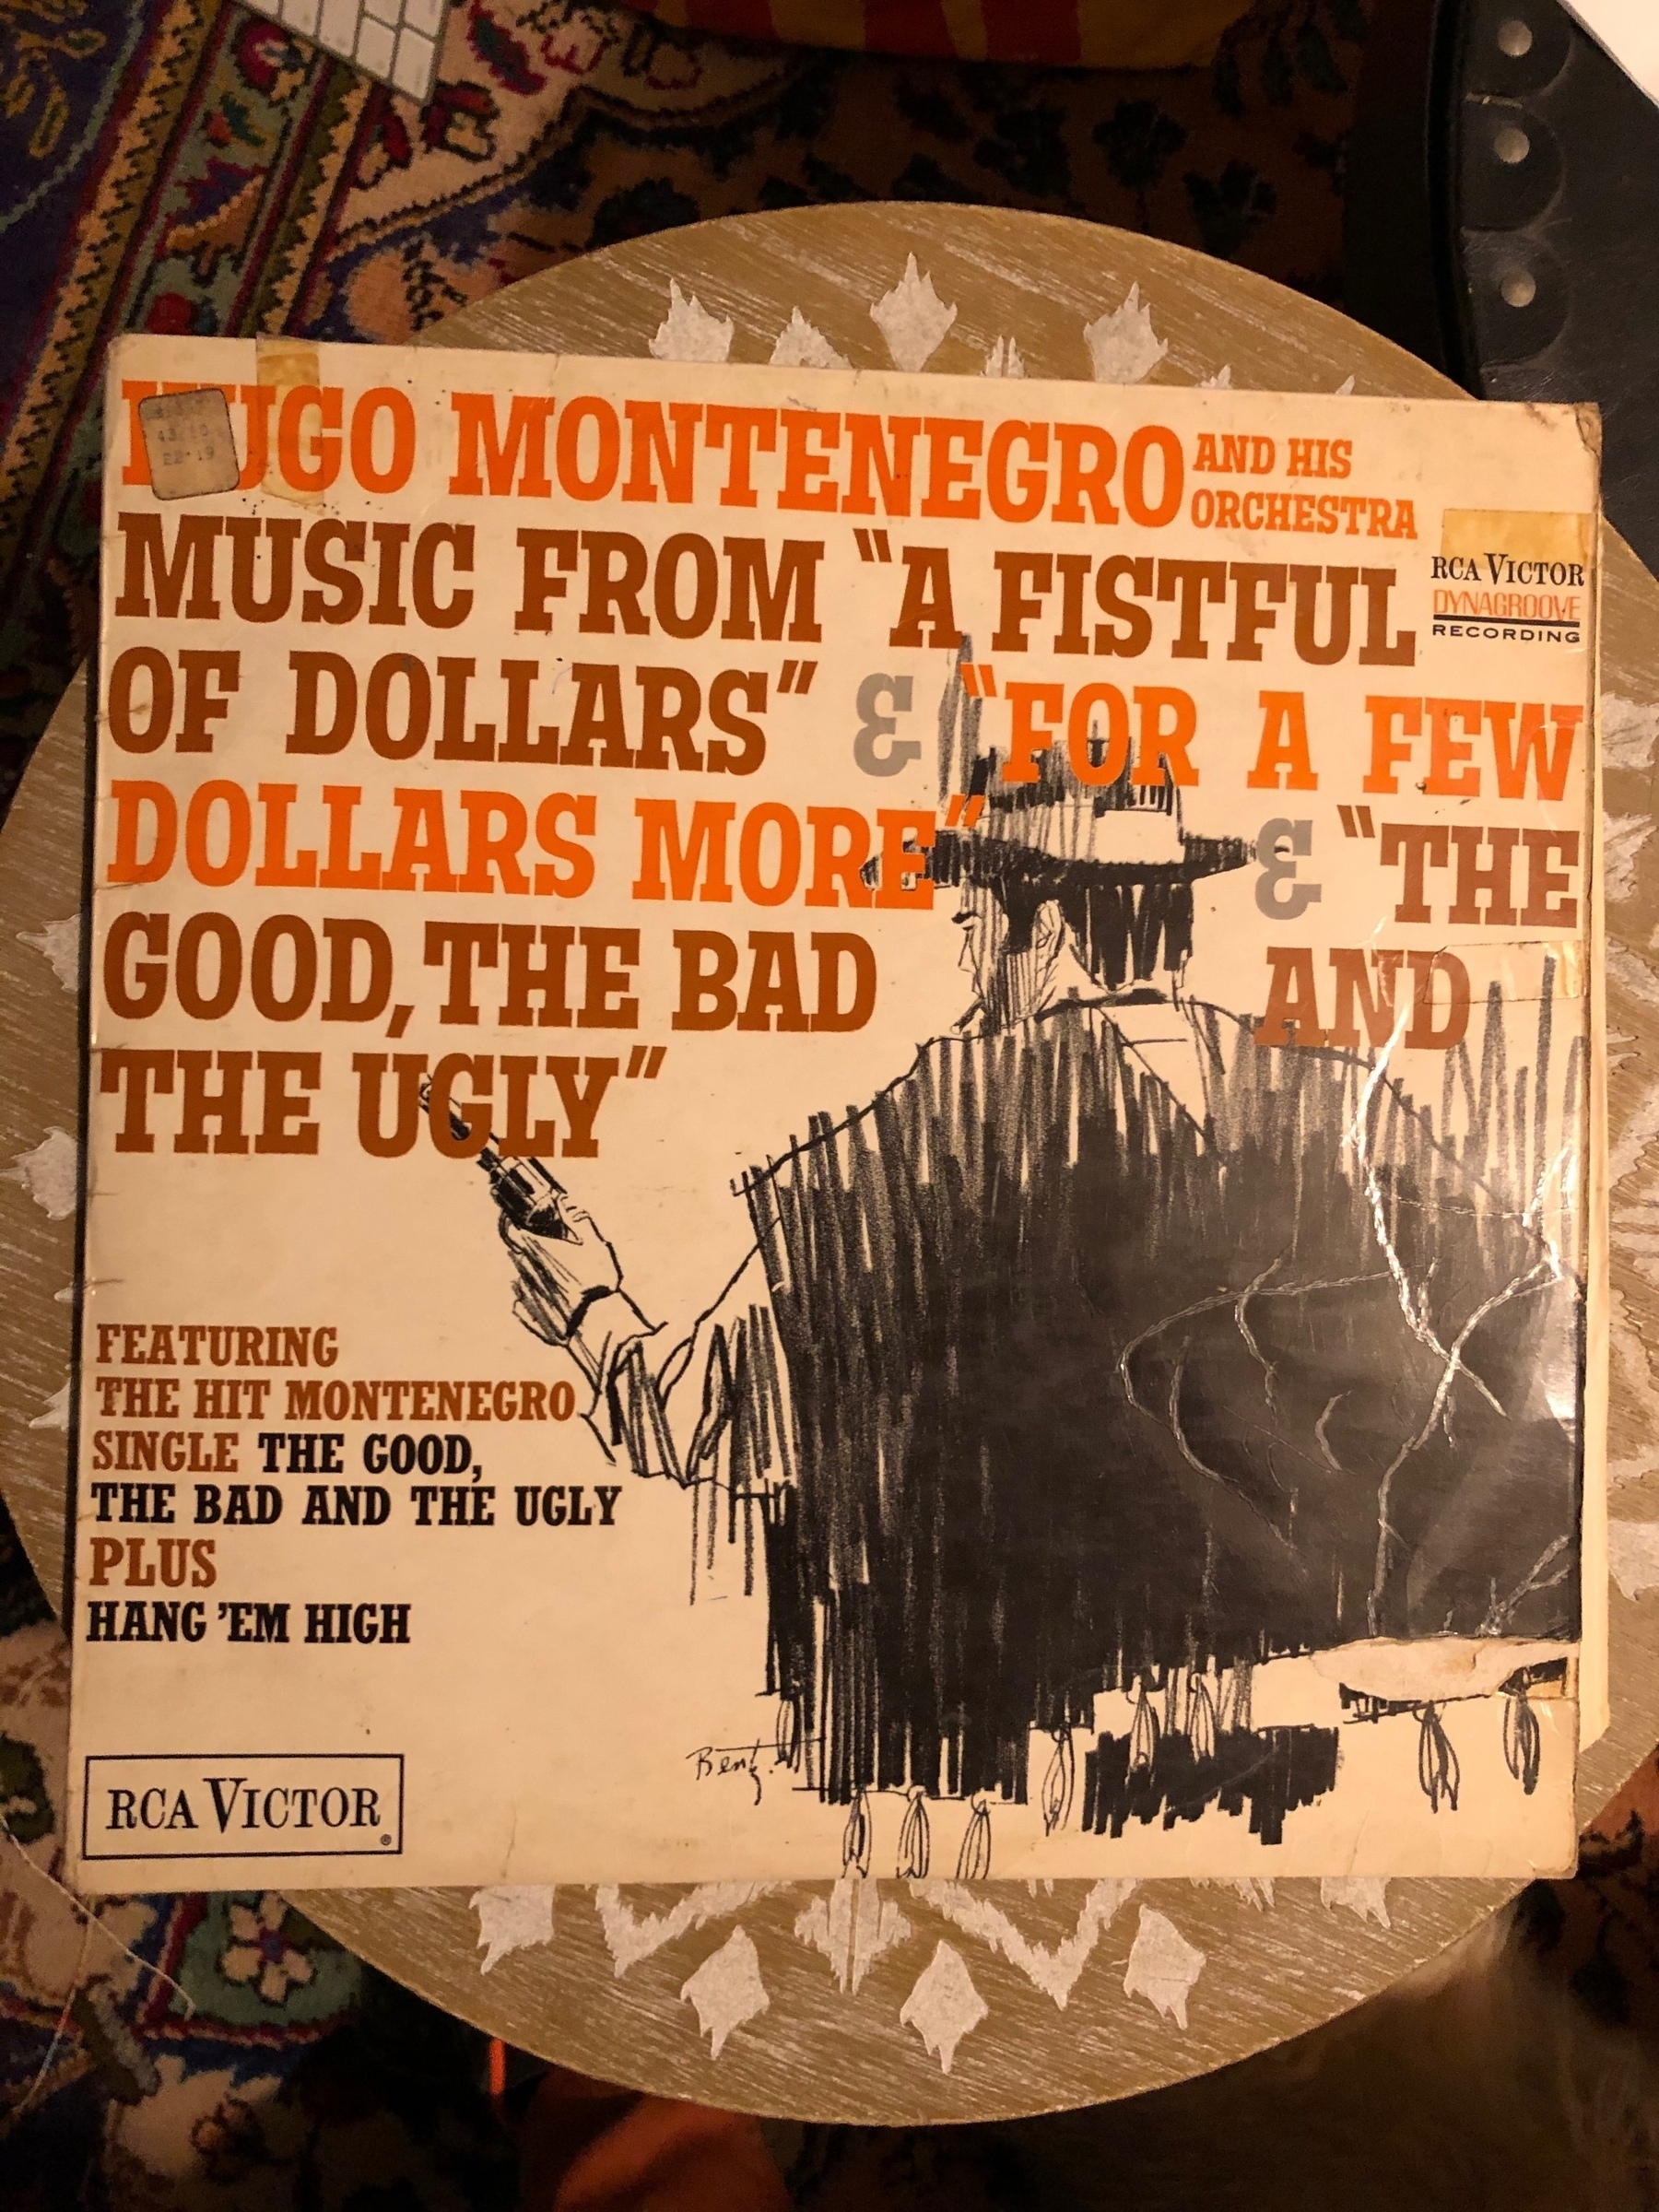 HUGO MONTENEGRO AND HIS ORCHESTRA
MUSIC FROM "A FISTFUL
OF DOLLARS" & "FOR A FEW
DOLLARS MORE" & "THE
GOOD, THE BAD AND
THE UGLY"
RCA VICTOR
DYNAGROOVE
RECORDING
FEATURING
THE HIT MONTENEGRO
SINGLE THE GOOD,
THE BAD AND THE UGLY
PLUS
HANG 'EM HIGH
RCA VICTOR
®